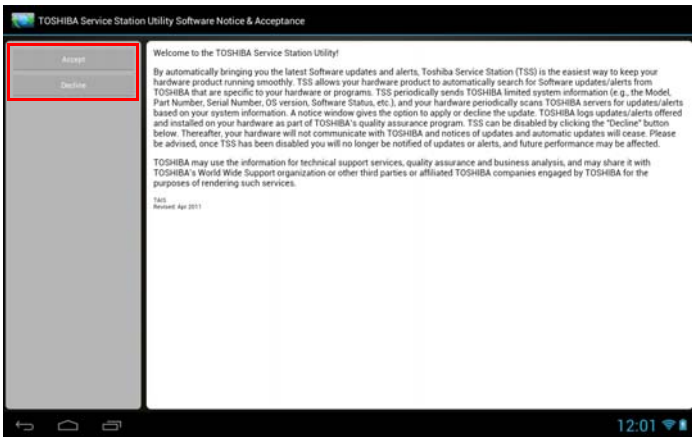 TOSHIBA Service Station Utility Software Notice & Acceptance
Accept
Decline
Welcome to the TOSHIBA Service Station Utility!
By automatically bringing you the latest Software updates and alerts, Toshiba Service Station (TSS) is the easiest way to keep your
hardware product running smoothly. TSS allows your hardware product to automatically search for Software updates/alerts from
TOSHIBA that are specific to your hardware or programs. TSS periodically sends TOSHIBA limited system information (e.g., the Model,
Part Number, Serial Number, OS version, Software Status, etc.), and your hardware periodically scans TOSHIBA servers for updates/alerts
based on your system information. A notice window gives the option to apply or decline the update. TOSHIBA logs updates/alerts offered
and installed on your hardware as part of TOSHIBA's quality assurance program. TSS can be disabled by clicking the "Decline" button
below. Thereafter, your hardware will not communicate with TOSHIBA and notices of updates and automatic updates will cease. Please
be advised, once TSS has been disabled you will no longer be notified of updates or alerts, and future performance may be affected.
TOSHIBA may use the information for technical support services, quality assurance and business analysis, and may share it with
TOSHIBA's World Wide Support organization or other third parties or affiliated TOSHIBA companies engaged by TOSHIBA for the
purposes of rendering such services.
TAIS
Revised: Apr 2011
12:01